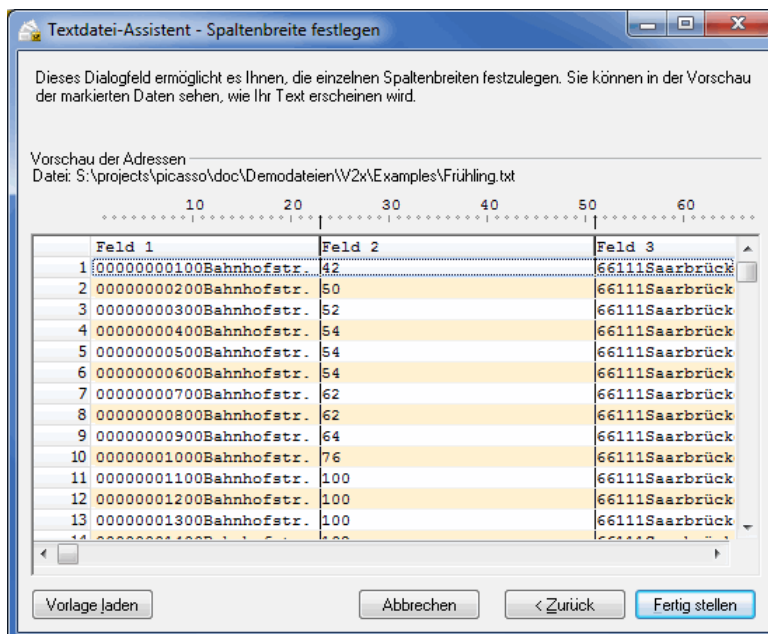 Textdatei-Assistent - Spaltenbreite festlegen
Dieses Dialogfeld ermöglicht es Ihnen, die einzelnen Spaltenbreiten festzulegen. Sie können in der Vorschau
der markierten Daten sehen, wie Ihr Text erscheinen wird.
Vorschau der Adressen
Datei: S:\projects\picasso\doc\Demodateien\V2x\Examples\Frühling.txt
10 20 30 40 50 60
Feld 1 Feld 2 Feld 3
1 00000000100Bahnhofstr. 42 66111Saarbrück
2 00000000200Bahnhofstr. 50 66111Saarbrück
3 00000000300Bahnhofstr. 52 66111Saarbrück
4 00000000400Bahnhofstr. 54 66111Saarbrück
5 00000000500Bahnhofstr. 54 66111Saarbrück
6 00000000600Bahnhofstr. 54 66111Saarbrück
7 00000000700Bahnhofstr. 62 66111Saarbrück
8 00000000800Bahnhofstr. 62 66111Saarbrück
9 00000000900Bahnhofstr. 64 66111Saarbrück
10 00000001000Bahnhofstr. 76 66111Saarbrück
11 00000001100Bahnhofstr. 100 66111Saarbrück
12 00000001200Bahnhofstr. 100 66111Saarbrück
13 00000001300Bahnhofstr. 100 66111Saarbrück
Vorlage laden Abbrechen < Zurück Fertig stellen